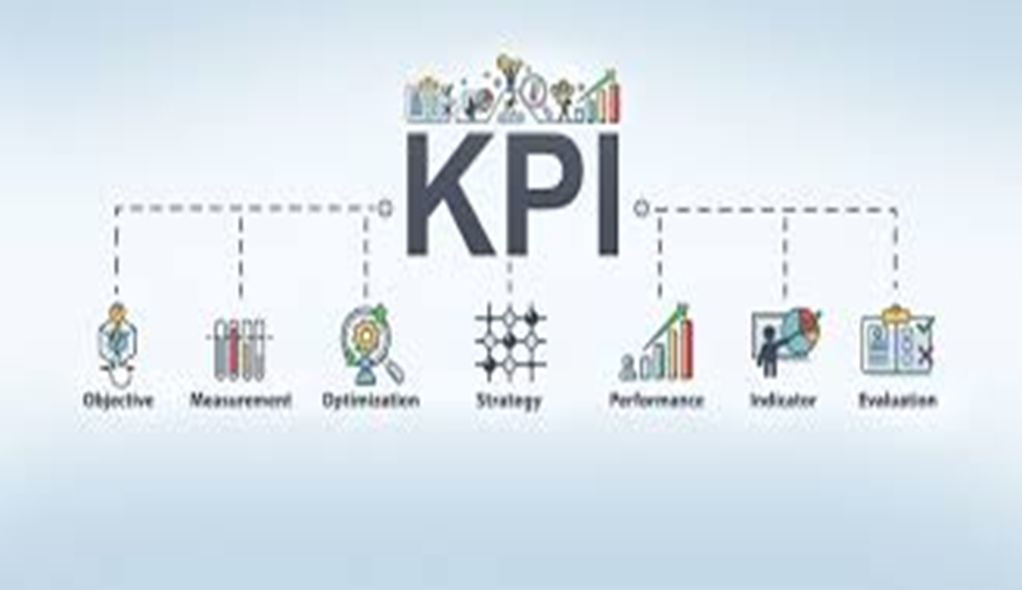 KPI
Objective
Measurement
Optimization
Strategy
Performance
Indicator
Evaluation